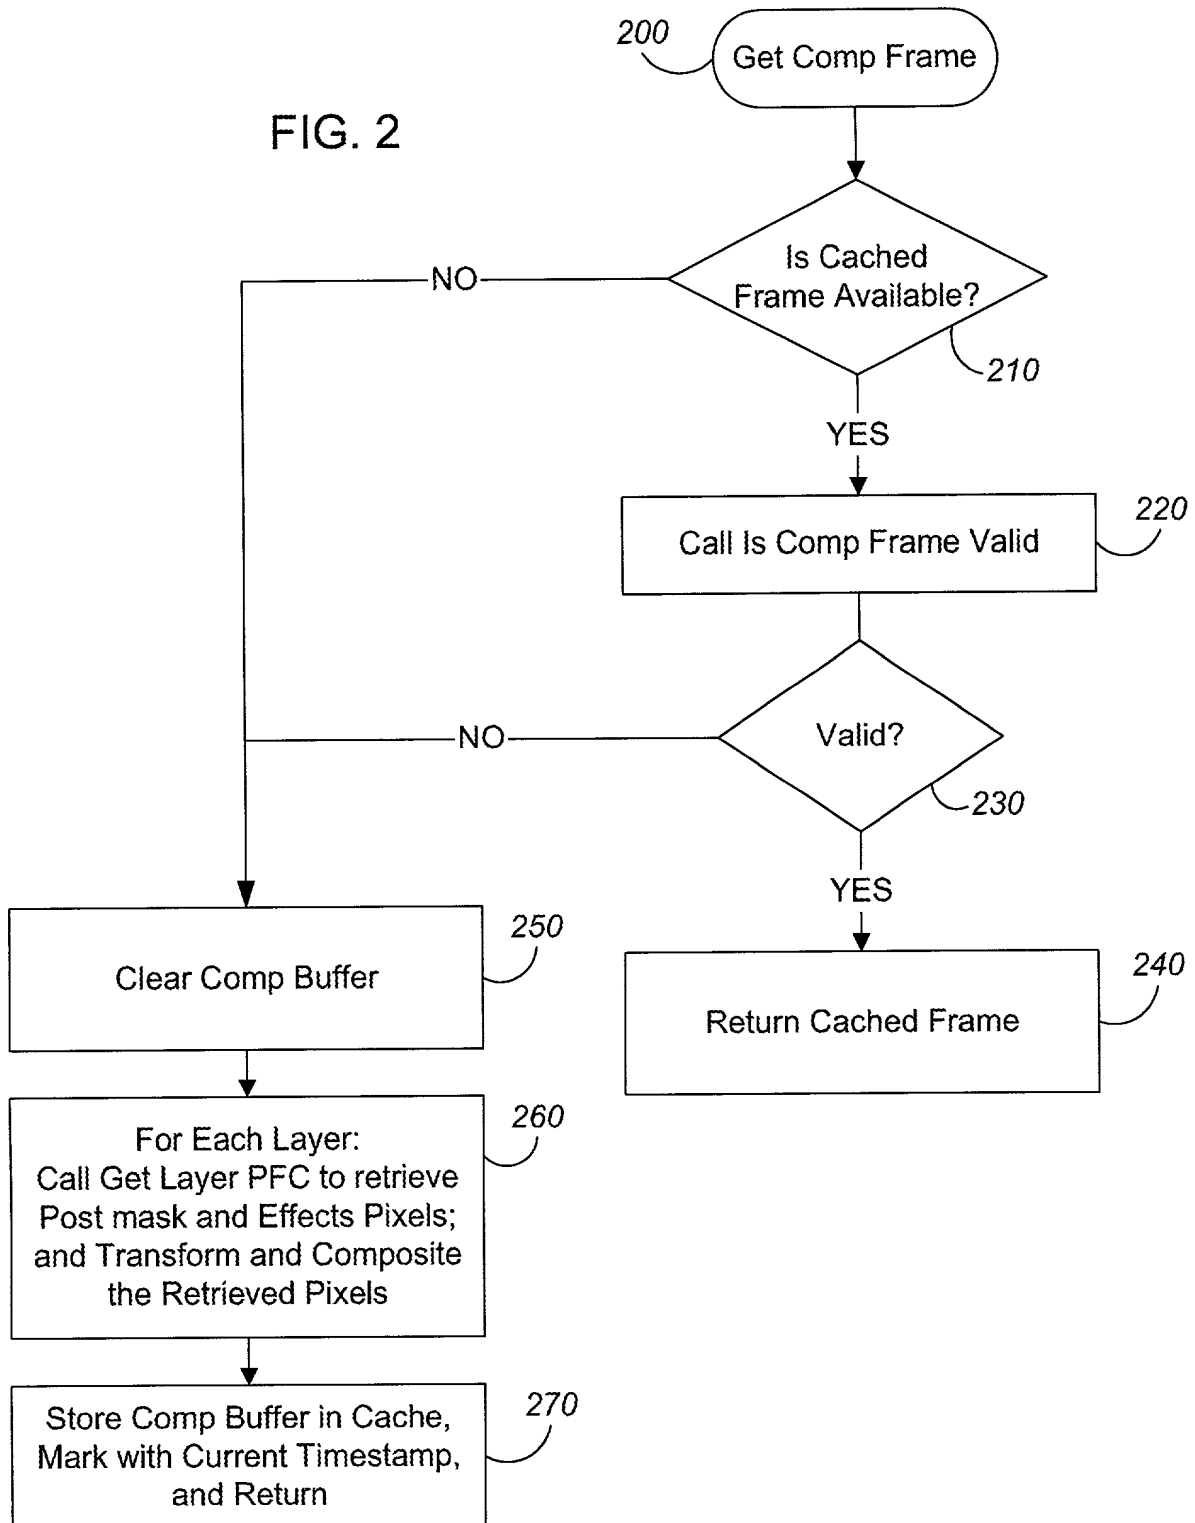 200
Get Comp Frame
FIG. 2
Is Cached
Frame Available?
NO
210
YES
220
Call Is Comp Frame Valid
Valid?
NO
230
YES
250
Clear Comp Buffer
240
Return Cached Frame
260
For Each Layer:
Call Get Layer PFC to retrieve
Post mask and Effects Pixels;
and Transform and Composite
the Retrieved Pixels
270
Store Comp Buffer in Cache,
Mark with Current Timestamp,
and Return